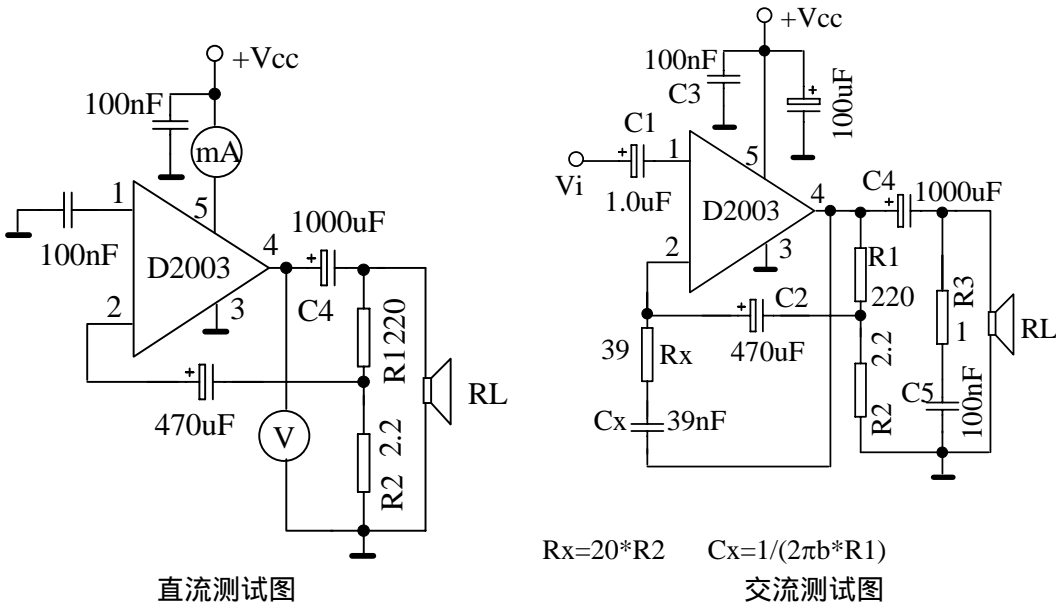 +Vcc
100nF
mA
1
5
100nF
D2003
4
1000uF
+
C4
2
3
+
470uF
V
R1 220
R2 2.2
RL
直流测试图
+Vcc
100nF
C3
+
100uF
C1
+
Vi
1.0uF
1
5
D2003
4
C4
+
1000uF
2
3
R1
220
C2
+
470uF
39
Rx
Cx
39nF
2.2
R2
R3
1
C5
100nF
RL
Rx=20*R2 Cx=1/(2πb*R1)
交流测试图